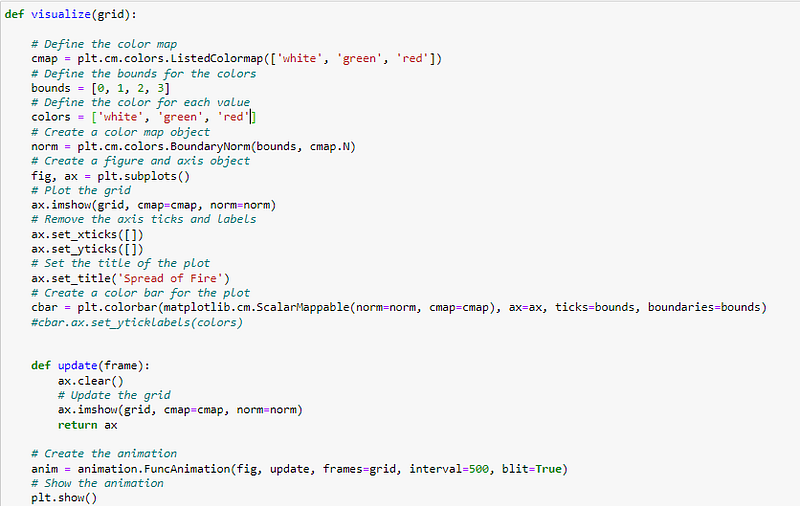 def visualize(grid):
# Define the color map
cmap = plt.cm.colors.ListedColormap(['white', 'green', 'red'])
# Define the bounds for the colors
bounds = [0, 1, 2, 3]
# Define the color for each value
colors = ['white', 'green', 'red']
# Create a color map object
norm = plt.cm.colors.BoundaryNorm(bounds, cmap.N)
# Create a figure and axis object
fig, ax = plt.subplots()
# Plot the grid
ax.imshow(grid, cmap=cmap, norm=norm)
# Remove the axis ticks and labels
ax.set_xticks([])
ax.set_yticks([])
# Set the title of the plot
ax.set_title('Spread of Fire')
# Create a color bar for the plot
cbar = plt.colorbar(matplotlib.cm.ScalarMappable(norm=norm, cmap=cmap), ax=ax, ticks=bounds, boundaries=bounds)
#cbar.ax.set_yticklabels(colors)
def update(frame):
ax.clear()
# Update the grid
ax.imshow(grid, cmap=cmap, norm=norm)
return ax
# Create the animation
anim = animation.FuncAnimation(fig, update, frames=grid, interval=500, blit=True)
# Show the animation
plt.show()